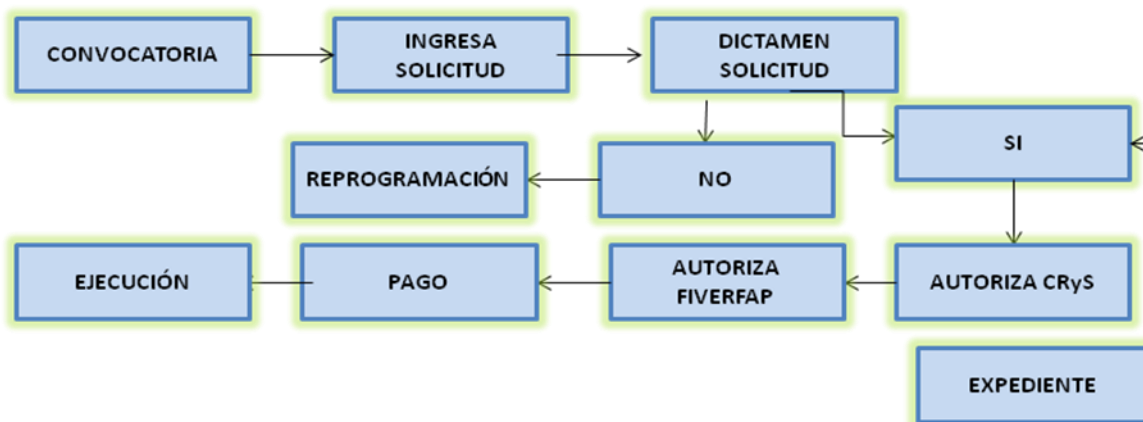 CONVOCATORIA
INGRESA
SOLICITUD
DICTAMEN
SOLICITUD
SI
REPROGRAMACIÓN
NO
EJECUCIÓN
PAGO
AUTORIZA
FIVERFAP
AUTORIZA CRyS
EXPEDIENTE